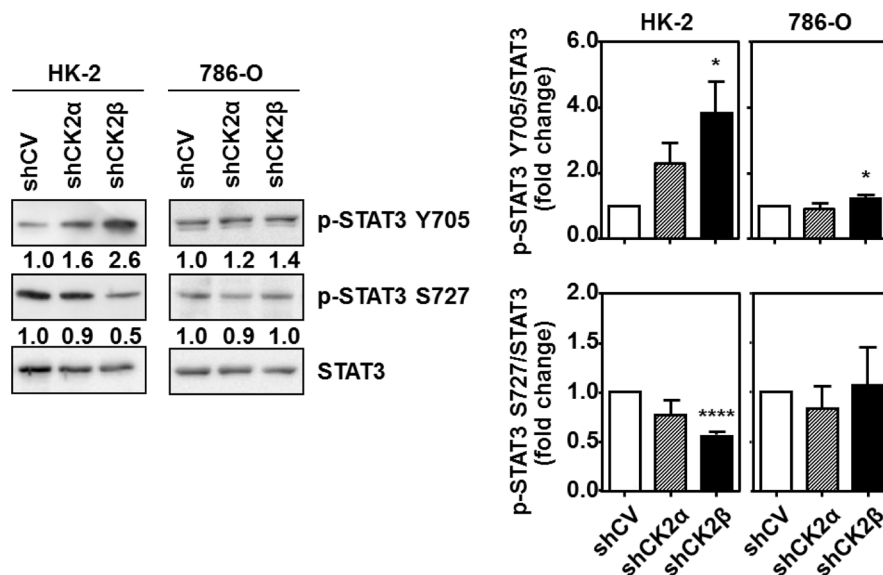 HK-2 786-O
shCV shCK2α shCK2β shCV shCK2α shCK2β
p-STAT3 Y705
1.0 1.6 2.6 1.0 1.2 1.4
p-STAT3 S727
1.0 0.9 0.5 1.0 0.9 1.0
STAT3
HK-2 786-O
p-STAT3 Y705/STAT3
(fold change)
6.0
4.0
2.0
0.0
*
*
p-STAT3 S727/STAT3
(fold change)
2.0
1.5
1.0
0.5
0.0
****
shCV shCK2α shCK2β shCV shCK2α shCK2β